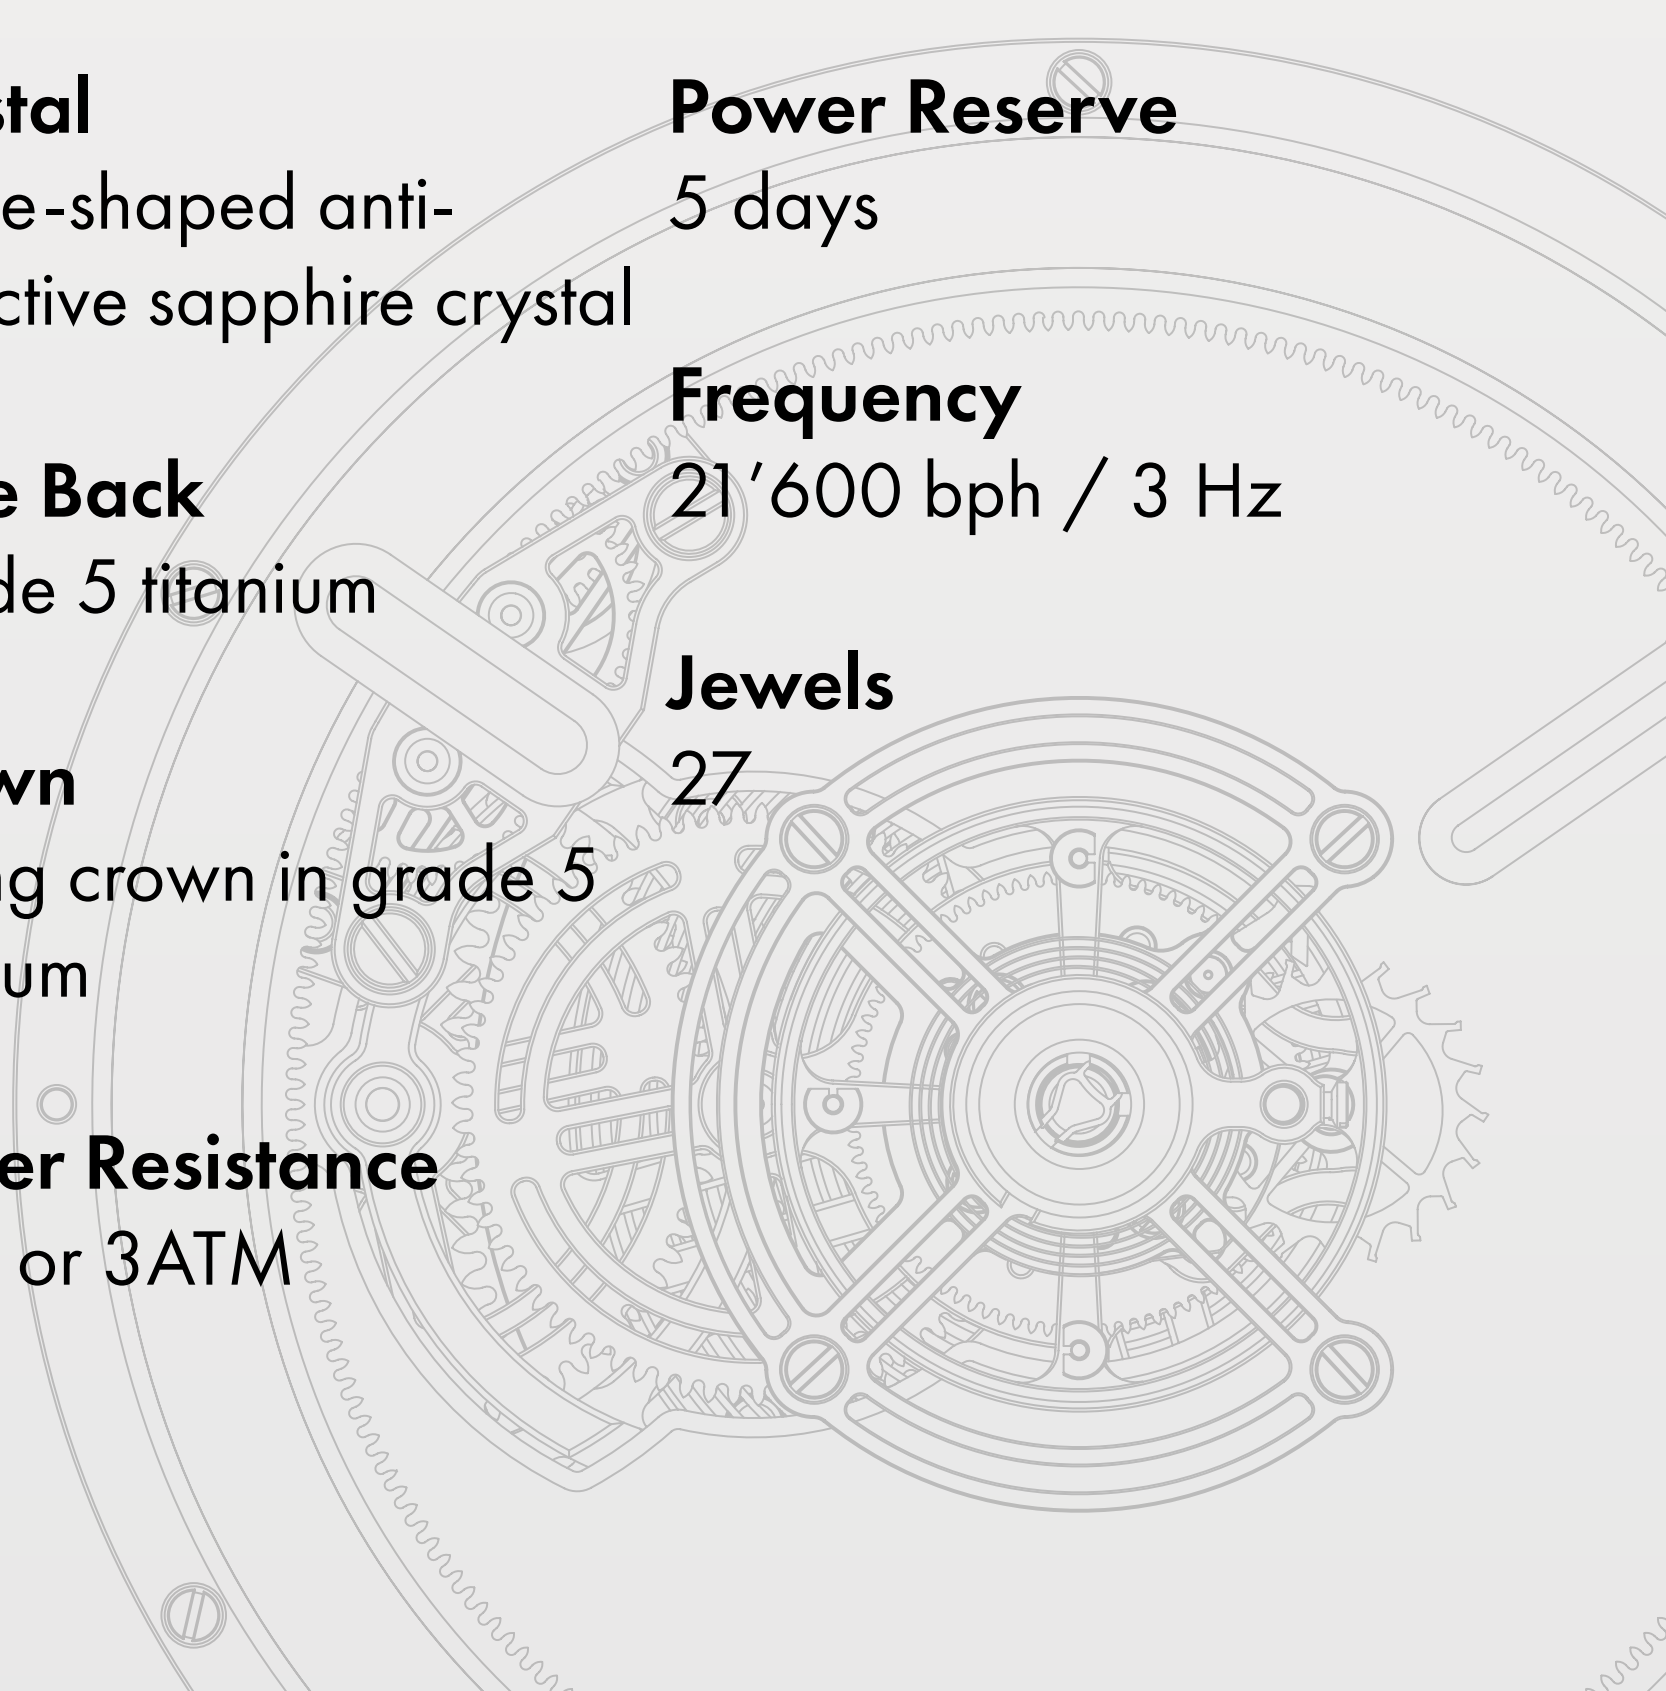 stal
e-shaped anti-
ctive sapphire crystal
e Back
de 5 titanium
wn
ng crown in grade 5
um
er Resistance
or 3ATM
Power Reserve
5 days
Frequency
21’600 bph / 3 Hz
Jewels
27